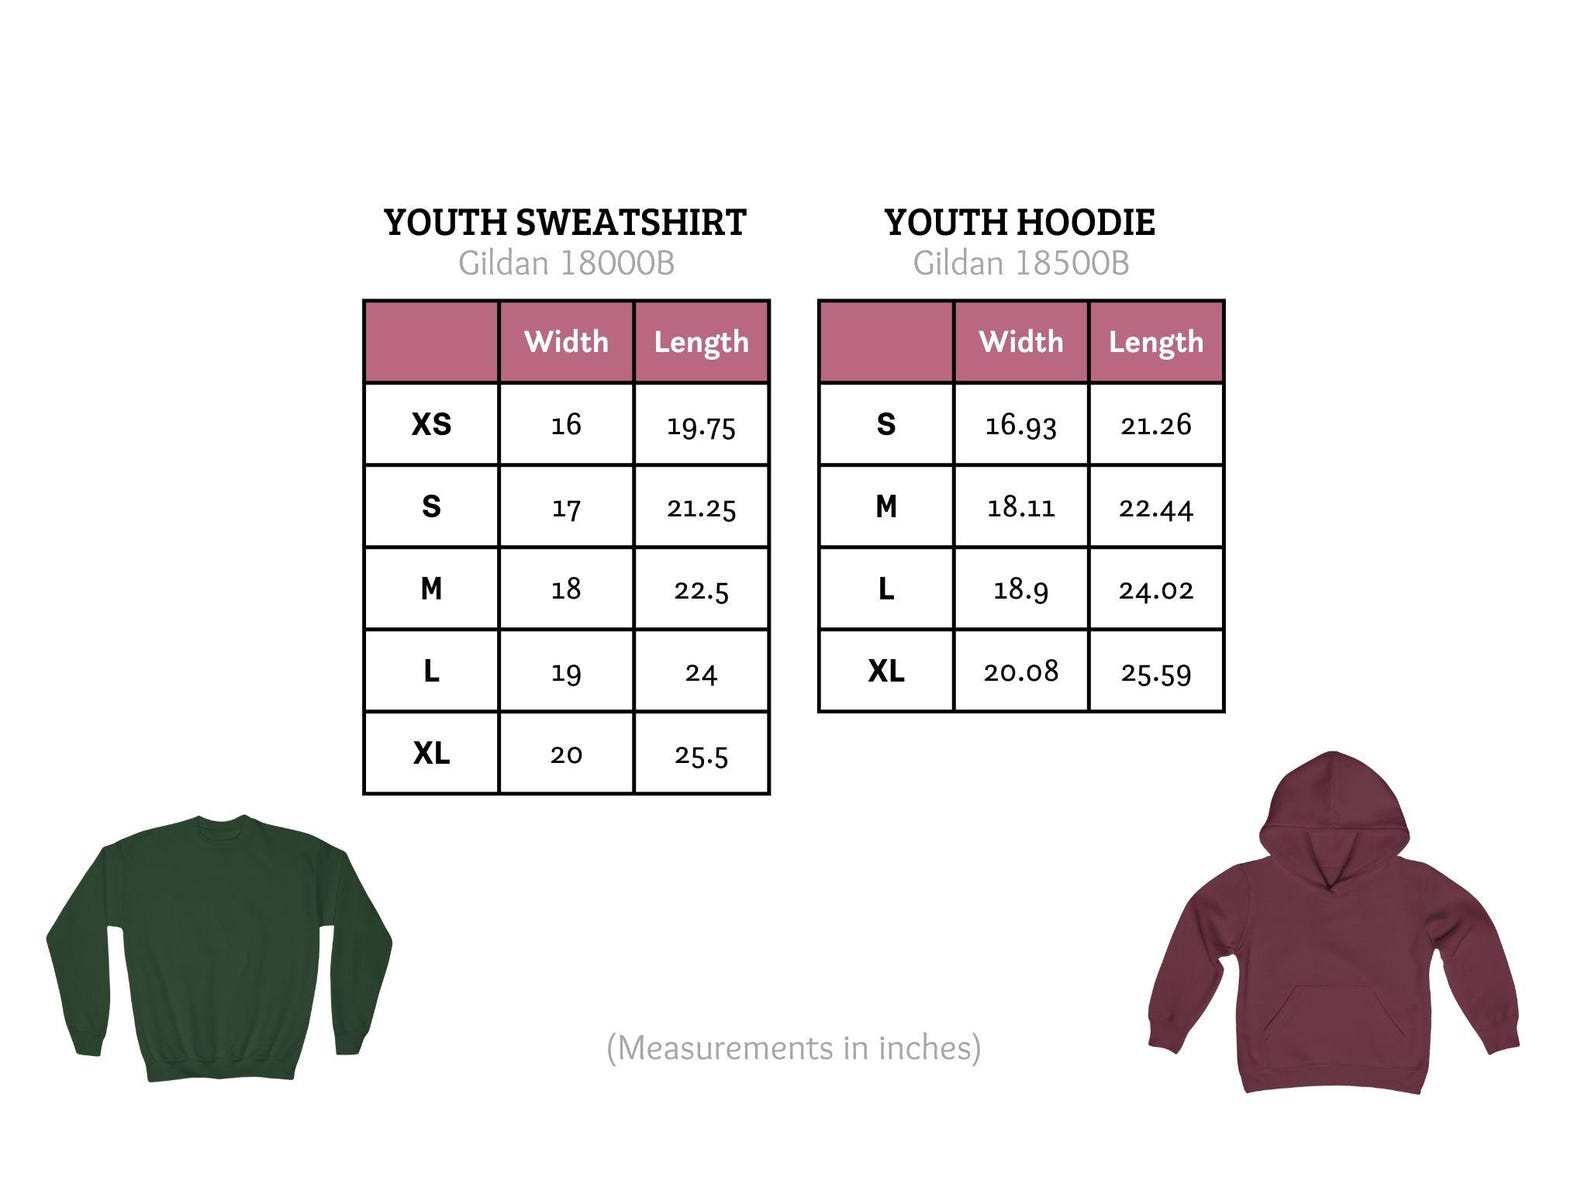 YOUTH SWEATSHIRT
Gildan 18000B
Width Length
XS 16 19.75
S 17 21.25
M 18 22.5
L 19 24
XL 20 25.5
YOUTH HOODIE
Gildan 18500B
Width Length
S 16.93 21.26
M 18.11 22.44
L 18.9 24.02
XL 20.08 25.59
(Measurements in inches)